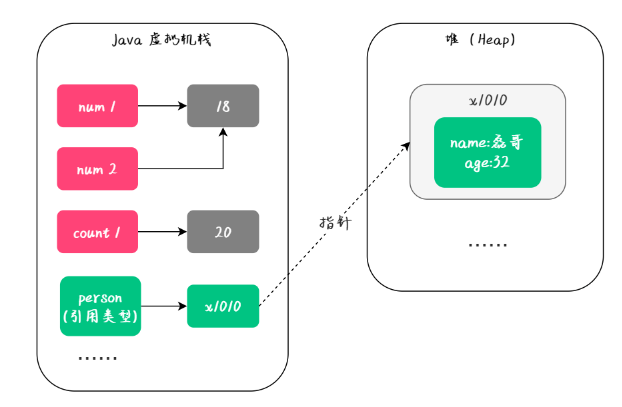 Java 虚拟机栈
num 1
18
num 2
count 1
20
person
(引用类型)
x1010
......
指针
堆 (Heap)
x1010
name:磊哥
age:32
......